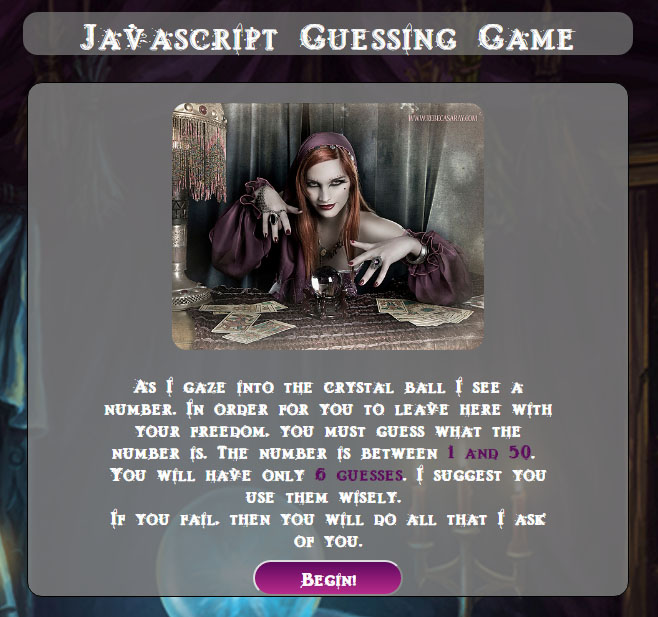 Javascript Guessing Game
WWW.REBECASARAY.COM
As I gaze into the crystal ball I see a
number. In order for you to leave here with
your freedom, you must guess what the
number is. The number is between 1 and 50.
You will have only 6 guesses. I suggest you
use them wisely.
If you fail, then you will do all that I ask
of you.
Begin!